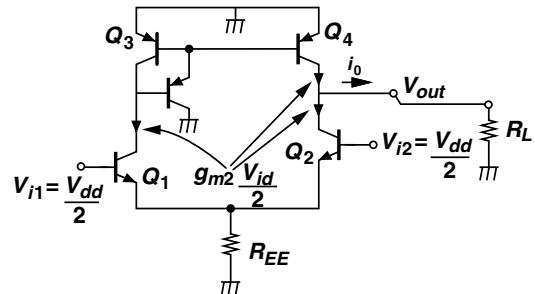 Q3
Q4
i0
Vout
RL
Vi1 = Vdd/2
Q1
gm2 Vid/2
Q2
Vi2 = Vdd/2
REE